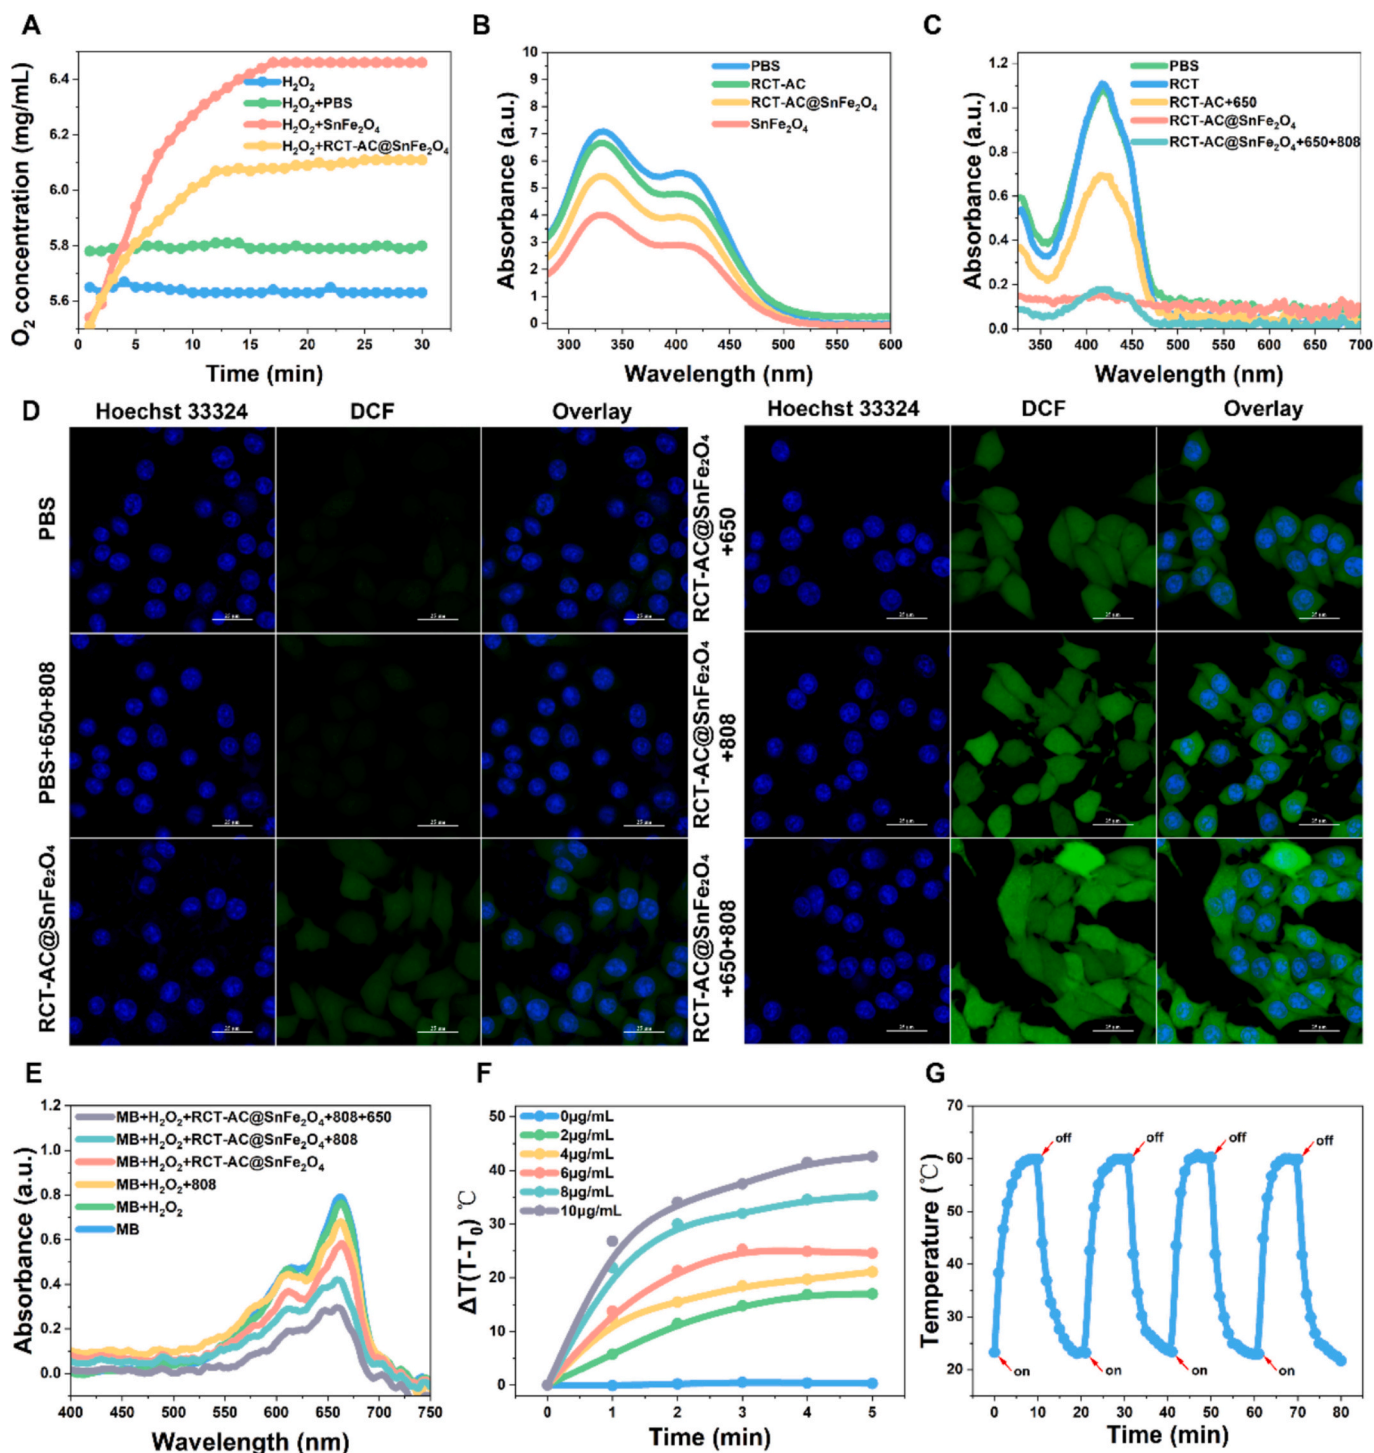 A
O₂ concentration (mg/mL)
6.4
6.2
6.0
5.8
5.6
H₂O₂
H₂O₂+PBS
H₂O₂+SnFe₂O₄
H₂O₂+RCT-AC@SnFe₂O₄
0 5 10 15 20 25 30
Time (min)
B
Absorbance (a.u.)
10
9
8
7
6
5
4
3
2
1
0
PBS
RCT-AC
RCT-AC@SnFe₂O₄
SnFe₂O₄
300 350 400 450 500 550 600
Wavelength (nm)
C
Absorbance (a.u.)
1.2
1.0
0.8
0.6
0.4
0.2
0.0
PBS
RCT
RCT-AC+650
RCT-AC@SnFe₂O₄
RCT-AC@SnFe₂O₄+650+808
350 400 450 500 550 600 650 700
Wavelength (nm)
D
Hoechst 33324 DCF Overlay
PBS
PBS+650+808
RCT-AC@SnFe₂O₄
Hoechst 33324 DCF Overlay
RCT-AC@SnFe₂O₄
+650
RCT-AC@SnFe₂O₄
+808
RCT-AC@SnFe₂O₄
+650+808
E
Absorbance (a.u.)
1.2
1.0
0.8
0.6
0.4
0.2
0.0
MB+H₂O₂+RCT-AC@SnFe₂O₄+808+650
MB+H₂O₂+RCT-AC@SnFe₂O₄+808
MB+H₂O₂+RCT-AC@SnFe₂O₄
MB+H₂O₂+808
MB+H₂O₂
MB
400 450 500 550 600 650 700 750
Wavelength (nm)
F
ΔT(T-T₀) ℃
50
40
30
20
10
0
0μg/mL
2μg/mL
4μg/mL
6μg/mL
8μg/mL
10μg/mL
0 1 2 3 4 5
Time (min)
G
Temperature (℃)
70
60
50
40
30
20
off off off off
on on on on
0 10 20 30 40 50 60 70 80
Time (min)